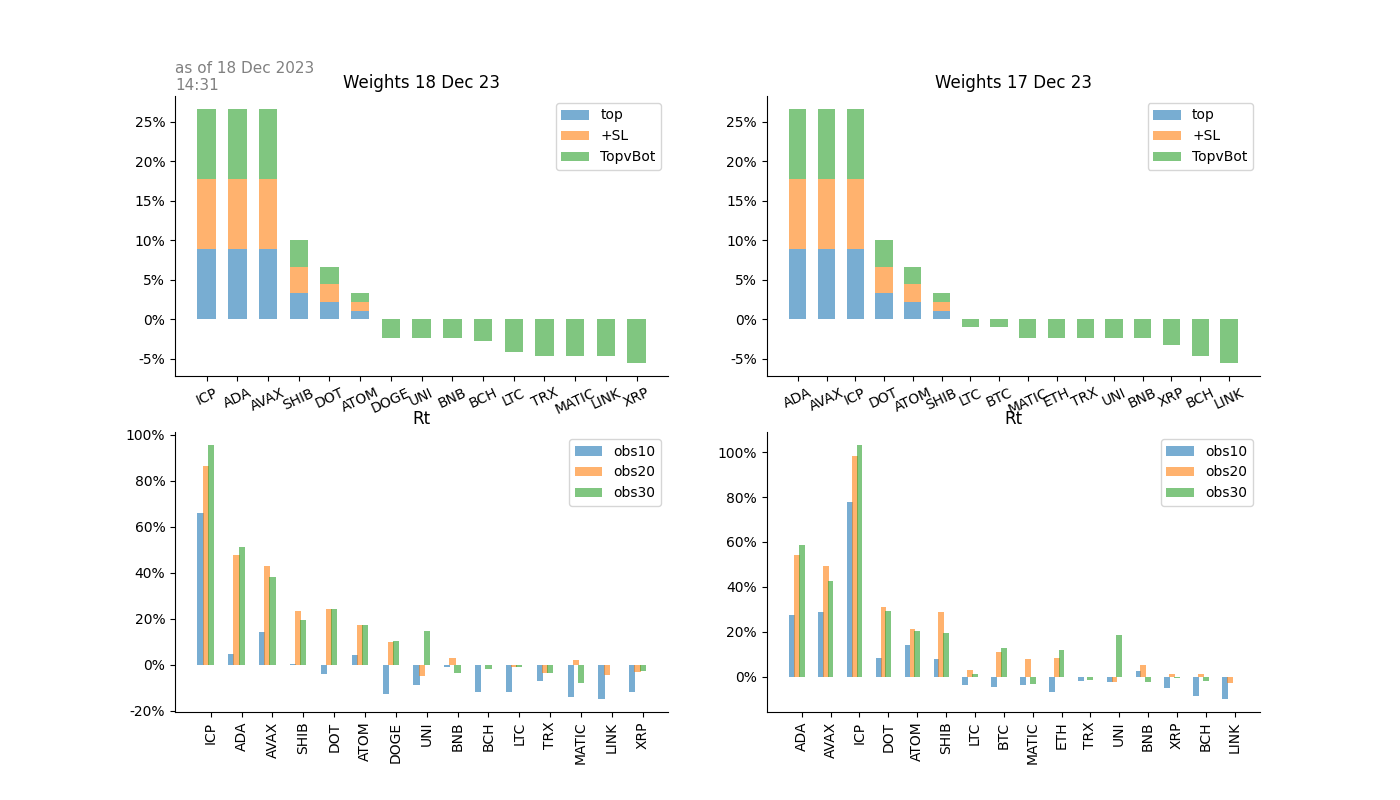 as of 18 Dec 2023
14:31
Weights 18 Dec 23
25%
20%
15%
10%
5%
0%
-5%
top
+SL
TopvBot
ICP ADA AVAX SHIB DOT ATOM DOGE UNI BNB BCH LTC TRX MATIC LINK XRP
Weights 17 Dec 23
25%
20%
15%
10%
5%
0%
-5%
top
+SL
TopvBot
ADA AVAX ICP DOT ATOM SHIB LTC BTC MATIC ETH TRX UNI BNB XRP BCH LINK
Rt
100%
80%
60%
40%
20%
0%
-20%
obs10
obs20
obs30
ICP ADA AVAX SHIB DOT ATOM DOGE UNI BNB BCH LTC TRX MATIC LINK XRP
Rt
100%
80%
60%
40%
20%
0%
obs10
obs20
obs30
ADA AVAX ICP DOT ATOM SHIB LTC BTC MATIC ETH TRX UNI BNB XRP BCH LINK